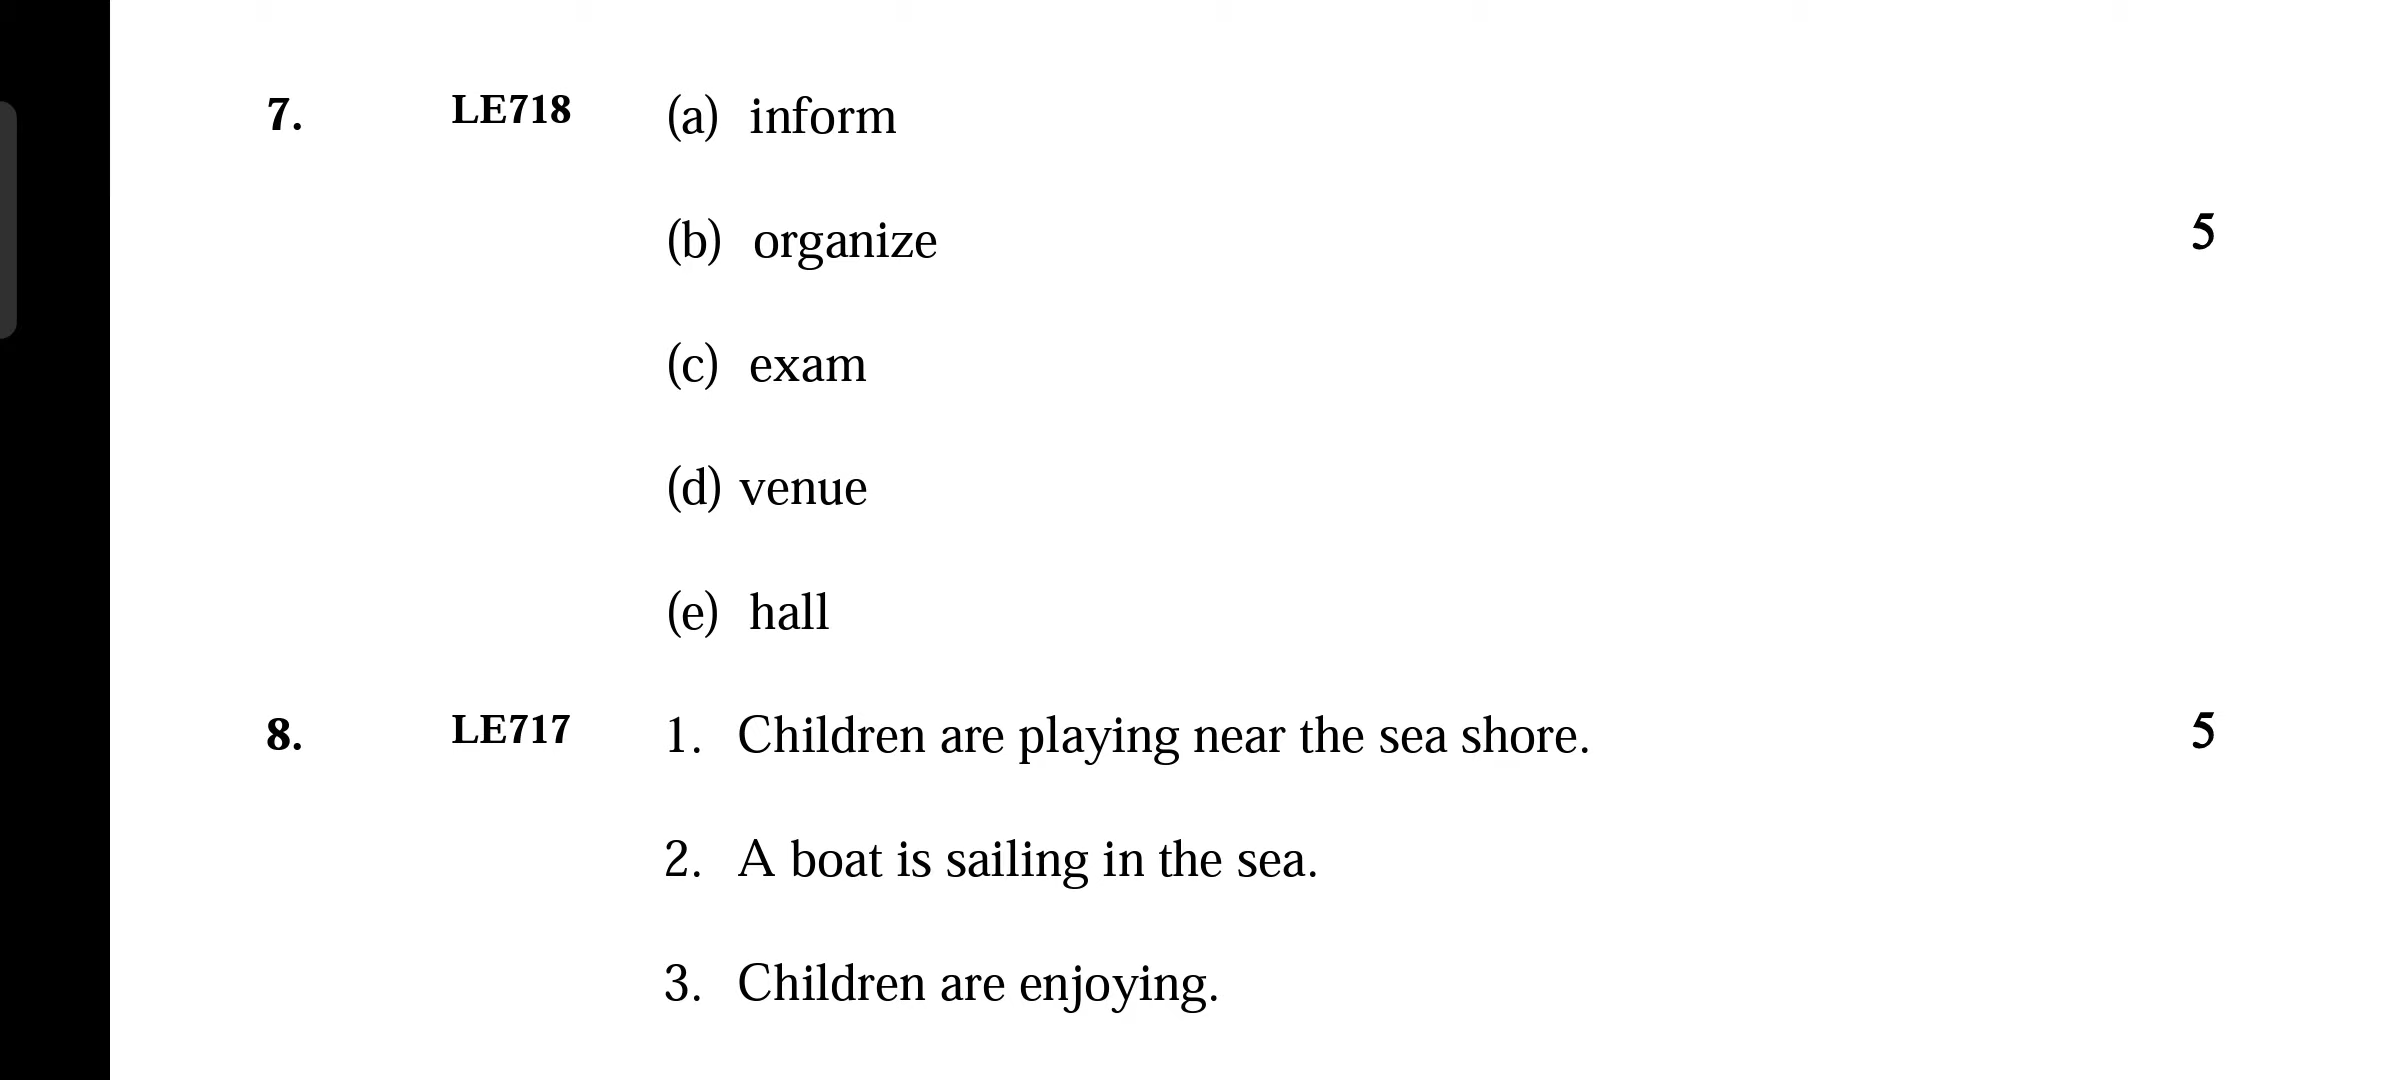 7. LE718 (a) inform
(b) organize 5
(c) exam
(d) venue
(e) hall
8. LE717 1. Children are playing near the sea shore. 5
2. A boat is sailing in the sea.
3. Children are enjoying.